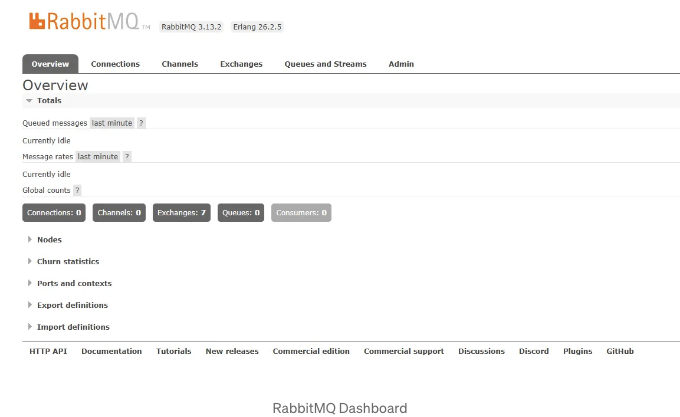 RabbitMQ TM RabbitMQ 3.13.2 Erlang 26.2.5
Overview Connections Channels Exchanges Queues and Streams Admin
Overview
Totals
Queued messages last minute ?
Currently idle
Message rates last minute ?
Currently idle
Global counts ?
Connections: 0 Channels: 0 Exchanges: 7 Queues: 0 Consumers: 0
Nodes
Churn statistics
Ports and contexts
Export definitions
Import definitions
HTTP API Documentation Tutorials New releases Commercial edition Commercial support Discussions Discord Plugins GitHub
RabbitMQ Dashboard